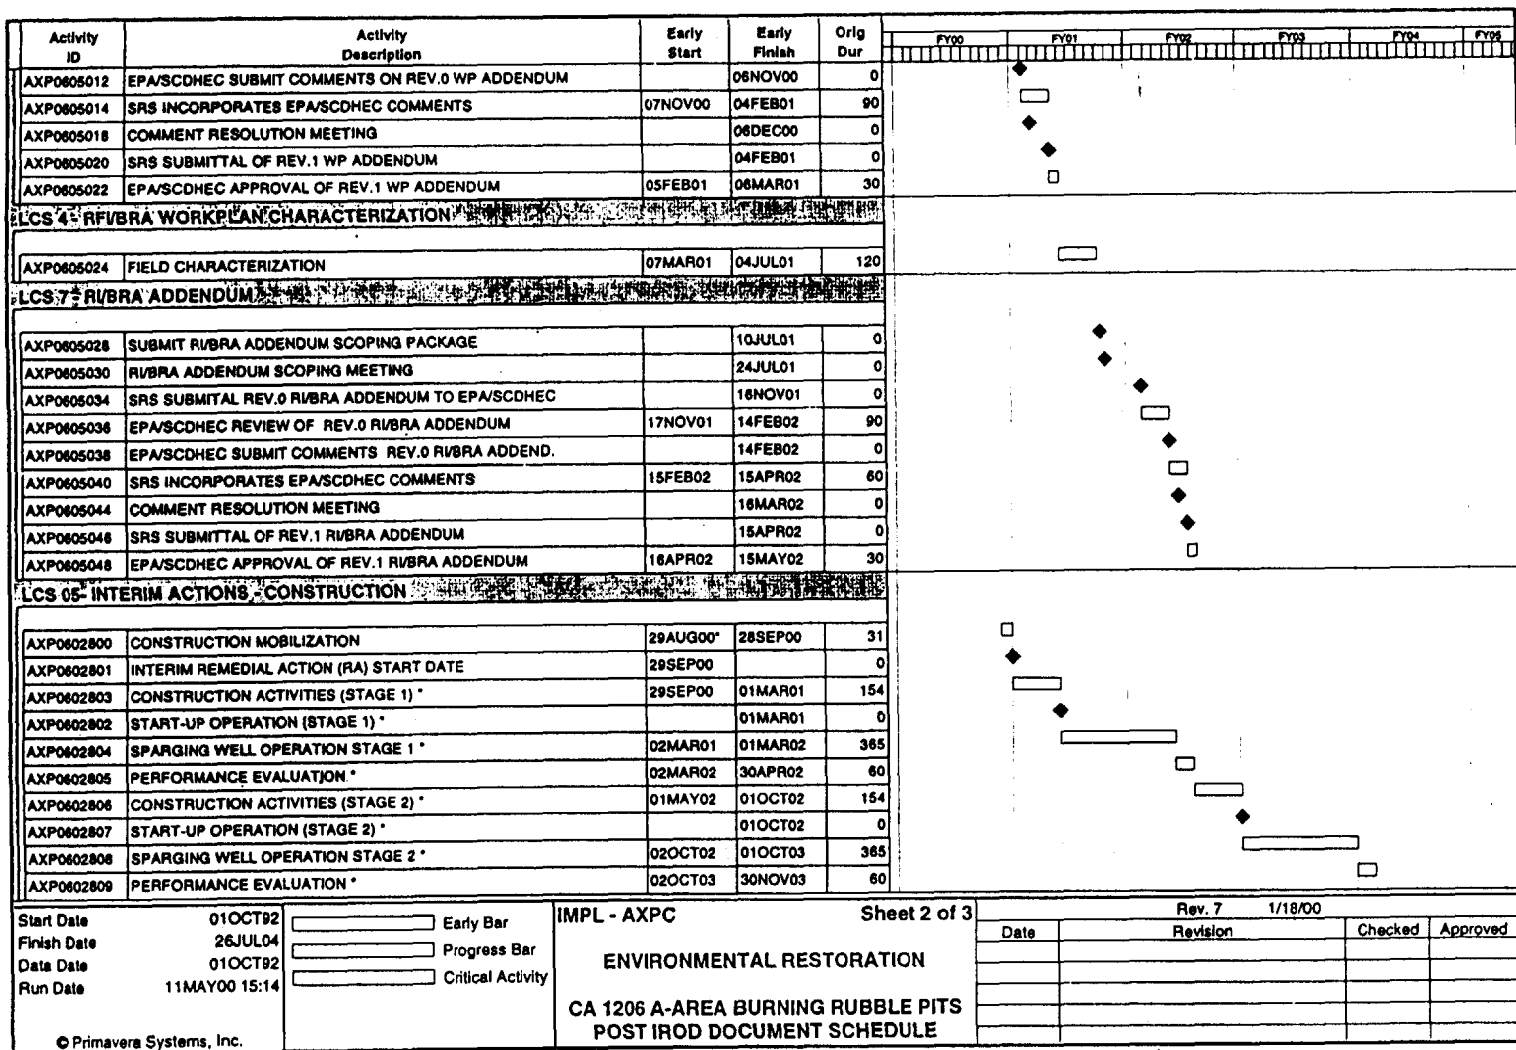 Activity ID Activity Description Early Start Early Finish Orig Dur FY00 FY01 FY02 FY03 FY04 FY05
AXP0605012 EPA/SCDHEC SUBMIT COMMENTS ON REV.0 WP ADDENDUM 06NOV00 0
AXP0605014 SRS INCORPORATES EPA/SCDHEC COMMENTS 07NOV00 04FEB01 90
AXP0605018 COMMENT RESOLUTION MEETING 06DEC00 0
AXP0605020 SRS SUBMITTAL OF REV.1 WP ADDENDUM 04FEB01 0
AXP0605022 EPA/SCDHEC APPROVAL OF REV.1 WP ADDENDUM 05FEB01 06MAR01 30
LCS 4 - RFI/BRA WORKPLAN CHARACTERIZATION
AXP0605024 FIELD CHARACTERIZATION 07MAR01 04JUL01 120
LCS 7 - RI/BRA ADDENDUM
AXP0605028 SUBMIT RI/BRA ADDENDUM SCOPING PACKAGE 10JUL01 0
AXP0605030 RI/BRA ADDENDUM SCOPING MEETING 24JUL01 0
AXP0605034 SRS SUBMITAL REV.0 RI/BRA ADDENDUM TO EPA/SCDHEC 16NOV01 0
AXP0605036 EPA/SCDHEC REVIEW OF REV.0 RI/BRA ADDENDUM 17NOV01 14FEB02 90
AXP0605038 EPA/SCDHEC SUBMIT COMMENTS REV.0 RI/BRA ADDEND. 14FEB02 0
AXP0605040 SRS INCORPORATES EPA/SCDHEC COMMENTS 15FEB02 15APR02 60
AXP0605044 COMMENT RESOLUTION MEETING 16MAR02 0
AXP0605046 SRS SUBMITTAL OF REV.1 RI/BRA ADDENDUM 15APR02 0
AXP0605048 EPA/SCDHEC APPROVAL OF REV.1 RI/BRA ADDENDUM 16APR02 15MAY02 30
LCS 05- INTERIM ACTIONS - CONSTRUCTION
AXP0602800 CONSTRUCTION MOBILIZATION 29AUG00* 28SEP00 31
AXP0602801 INTERIM REMEDIAL ACTION (RA) START DATE 29SEP00 0
AXP0602803 CONSTRUCTION ACTIVITIES (STAGE 1) * 29SEP00 01MAR01 154
AXP0602802 START-UP OPERATION (STAGE 1) * 01MAR01 0
AXP0602804 SPARGING WELL OPERATION STAGE 1 * 02MAR01 01MAR02 365
AXP0602805 PERFORMANCE EVALUATION * 02MAR02 30APR02 60
AXP0602806 CONSTRUCTION ACTIVITIES (STAGE 2) * 01MAY02 01OCT02 154
AXP0602807 START-UP OPERATION (STAGE 2) * 01OCT02 0
AXP0602808 SPARGING WELL OPERATION STAGE 2 * 02OCT02 01OCT03 365
AXP0602809 PERFORMANCE EVALUATION * 02OCT03 30NOV03 60
Start Date 01OCT92
Finish Date 26JUL04
Data Date 01OCT92
Run Date 11MAY00 15:14
© Primavera Systems, Inc.
Early Bar
Progress Bar
Critical Activity
IMPL - AXPC Sheet 2 of 3
ENVIRONMENTAL RESTORATION
CA 1206 A-AREA BURNING RUBBLE PITS
POST IROD DOCUMENT SCHEDULE
Rev. 7 1/18/00
Date Revision Checked Approved